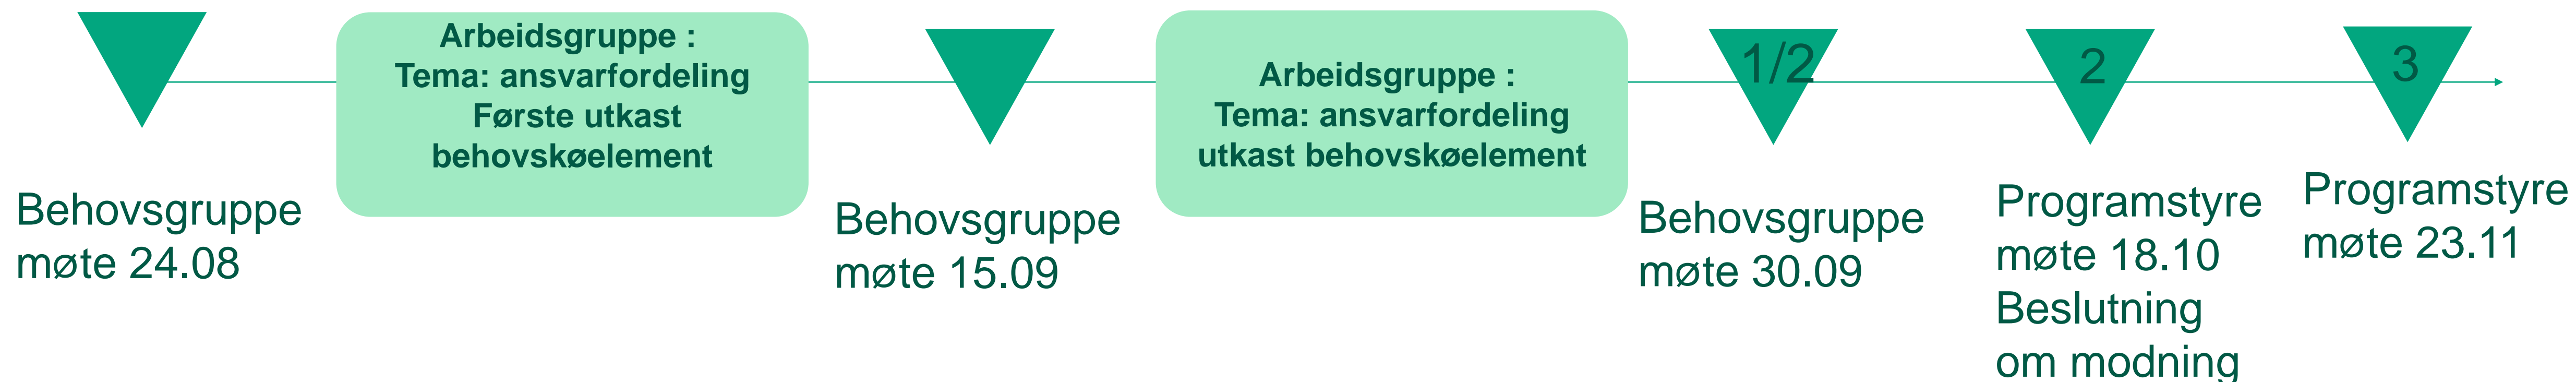 Arbeidsgruppe :
Tema: ansvarfordeling
Første utkast
behovskøelement
Arbeidsgruppe :
Tema: ansvarfordeling
utkast behovskøelement
1/2
2
3
Behovsgruppe
møte 24.08
Behovsgruppe
møte 15.09
Behovsgruppe
møte 30.09
Programstyre
møte 18.10
Beslutning
om modning
Programstyre
møte 23.11